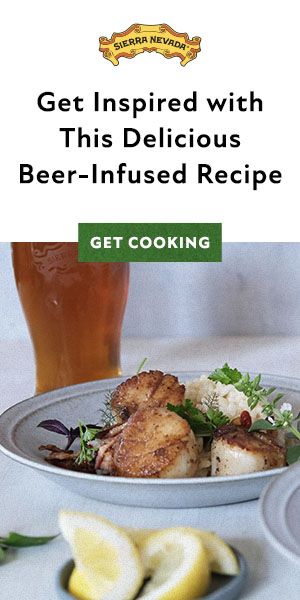 SIERRA NEVADA
Get Inspired with
This Delicious
Beer-Infused Recipe
GET COOKING